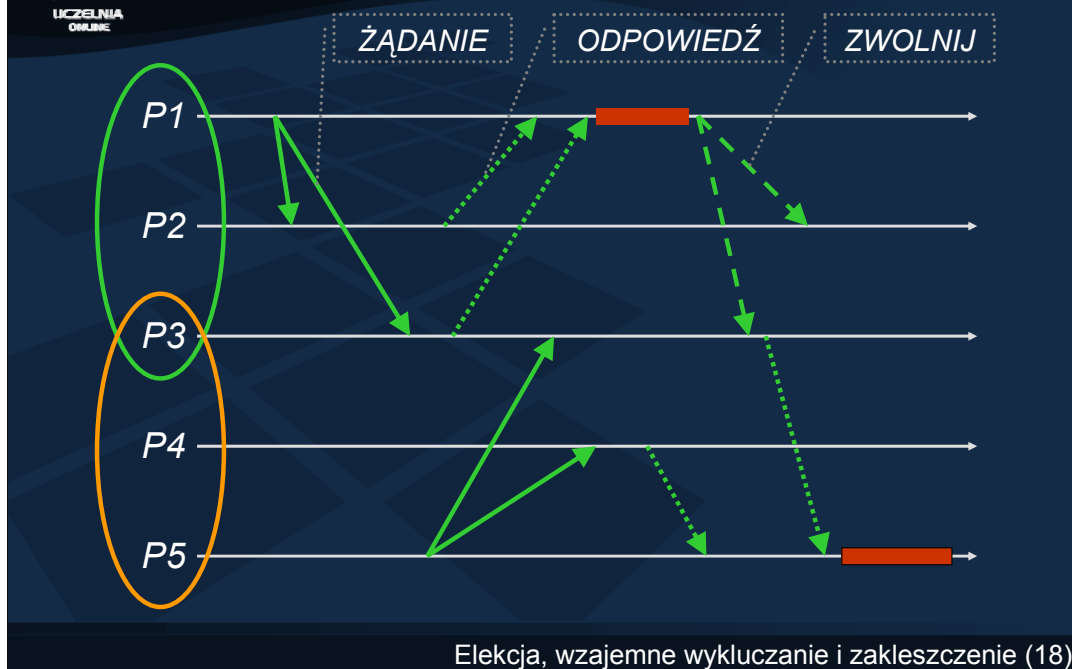 UCZELNIA
ONLINE
ŻĄDANIE
ODPOWIEDŹ
ZWOLNIJ
P1
P2
P3
P4
P5
Elekcja, wzajemne wykluczanie i zakleszczenie (18)